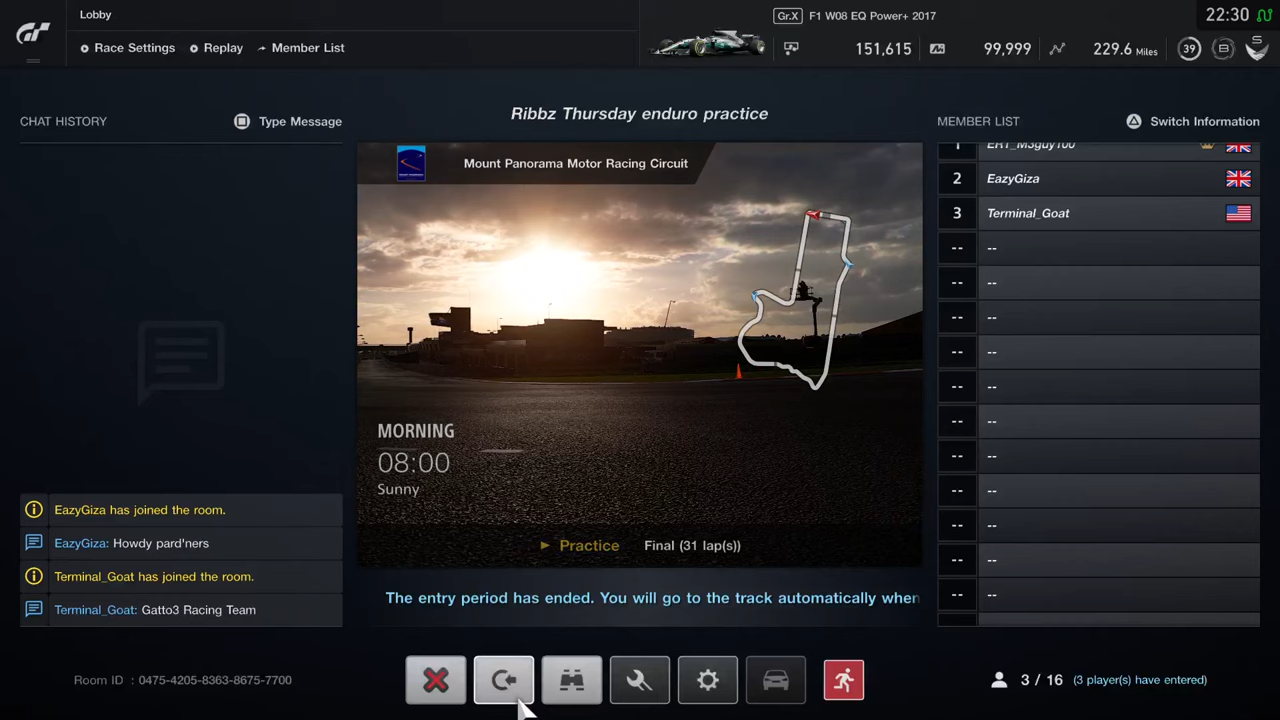 Lobby
Gr.X F1 W08 EQ Power+ 2017
22:30
Race Settings Replay Member List
151,615 99,999 229.6 Miles 39 B S
Ribbz Thursday enduro practice
CHAT HISTORY Type Message
MEMBER LIST Switch Information
Mount Panorama Motor Racing Circuit
1 ER1_M3guy100
2 EazyGiza
3 Terminal_Goat
-- --
-- --
-- --
-- --
-- --
-- --
-- --
-- --
-- --
-- --
-- --
MORNING
08:00
Sunny
Practice Final (31 lap(s))
EazyGiza has joined the room.
EazyGiza: Howdy pard'ners
Terminal_Goat has joined the room.
Terminal_Goat: Gatto3 Racing Team
The entry period has ended. You will go to the track automatically when
Room ID : 0475-4205-8363-8675-7700
3 / 16 (3 player(s) have entered)